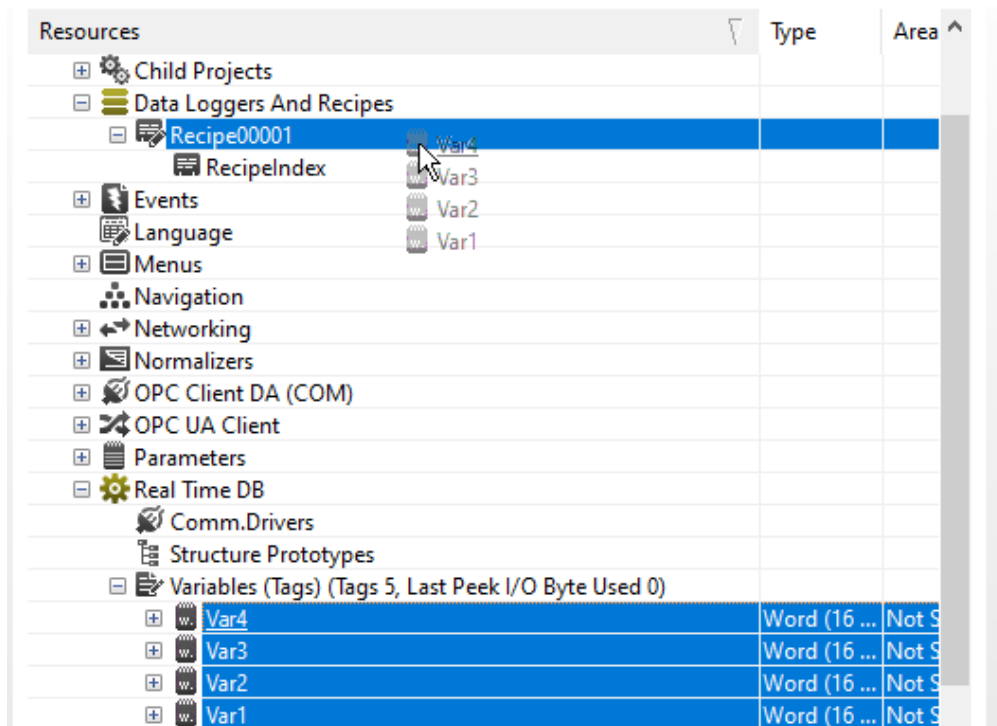 Resources Type Area
Child Projects
Data Loggers And Recipes
Recipe00001
Var4
RecipeIndex
Var3
Events
Var2
Language
Var1
Menus
Navigation
Networking
Normalizers
OPC Client DA (COM)
OPC UA Client
Parameters
Real Time DB
Comm.Drivers
Structure Prototypes
Variables (Tags) (Tags 5, Last Peek I/O Byte Used 0)
w. Var4 Word (16 ... Not S
w. Var3 Word (16 ... Not S
w. Var2 Word (16 ... Not S
w. Var1 Word (16 ... Not S